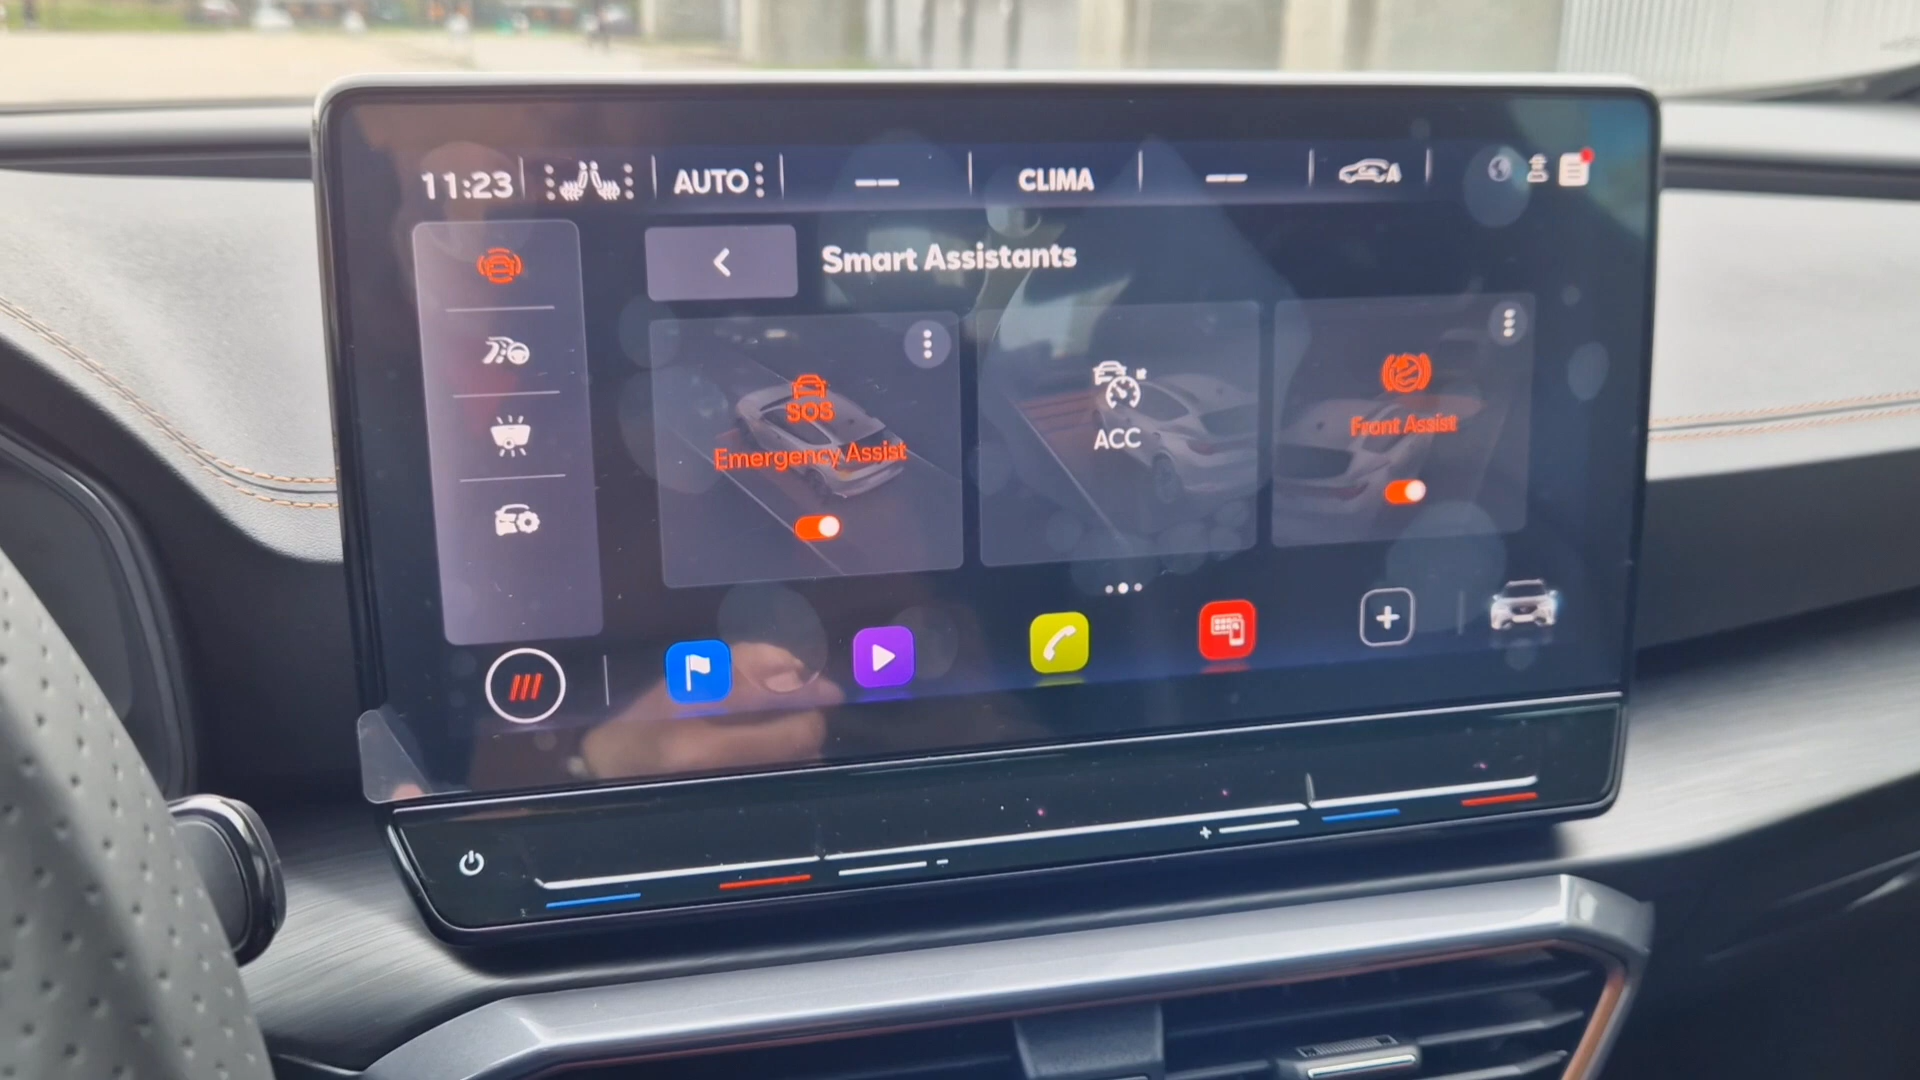 11:23
AUTO
CLIMA
Smart Assistants
SOS
Emergency Assist
ACC
Front Assist